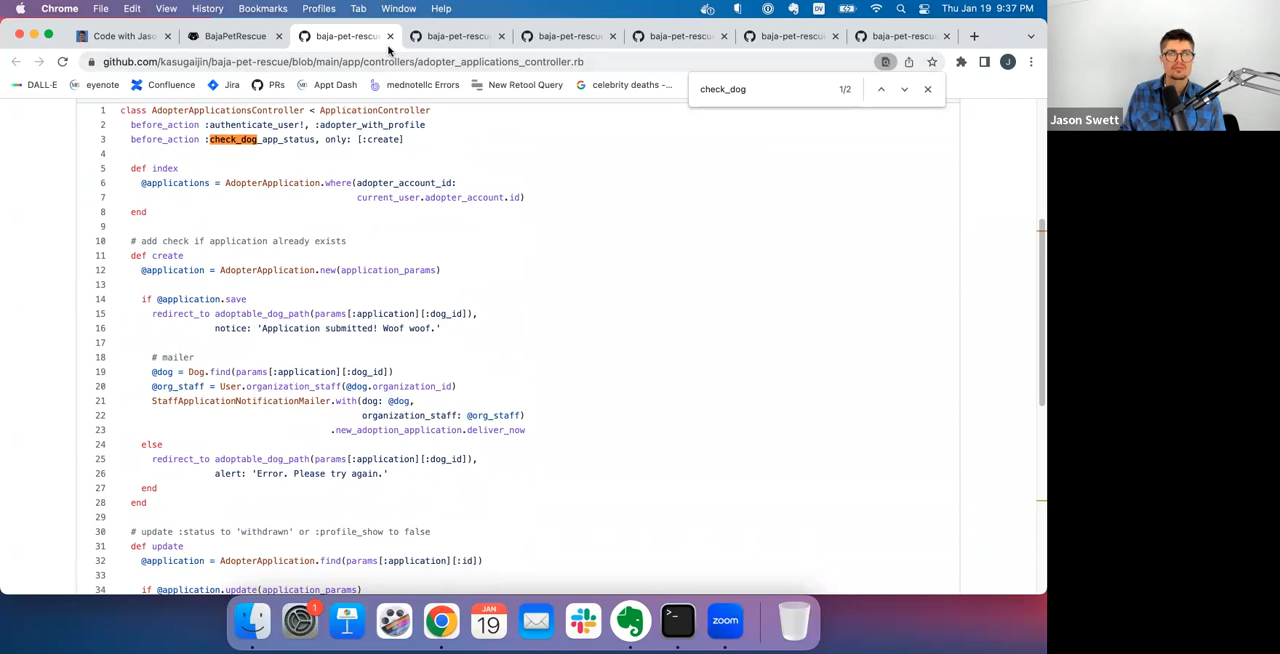 Chrome File Edit View History Bookmarks Profiles Tab Window Help DV Thu Jan 19 9:37 PM
Code with Jaso BajaPetRescue baja-pet-rescue baja-pet-rescu baja-pet-rescu baja-pet-rescu baja-pet-rescu baja-pet-rescu
github.com/kasugaijin/baja-pet-rescue/blob/main/app/controllers/adopter_applications_controller.rb J
DALL-E eyenote Confluence Jira PRs Appt Dash mednotellc Errors New Retool Query celebrity deaths -...
check_dog 1/2
1 class AdopterApplicationsController < ApplicationController
2 before_action :authenticate_user!, :adopter_with_profile
3 before_action :check_dog_app_status, only: [:create]
4
5 def index
6 @applications = AdopterApplication.where(adopter_account_id:
7 current_user.adopter_account.id)
8 end
9
10 # add check if application already exists
11 def create
12 @application = AdopterApplication.new(application_params)
13
14 if @application.save
15 redirect_to adoptable_dog_path(params[:application][:dog_id]),
16 notice: 'Application submitted! Woof woof.'
17
18 # mailer
19 @dog = Dog.find(params[:application][:dog_id])
20 @org_staff = User.organization_staff(@dog.organization_id)
21 StaffApplicationNotificationMailer.with(dog: @dog,
22 organization_staff: @org_staff)
23 .new_adoption_application.deliver_now
24 else
25 redirect_to adoptable_dog_path(params[:application][:dog_id]),
26 alert: 'Error. Please try again.'
27 end
28 end
29
30 # update :status to 'withdrawn' or :profile_show to false
31 def update
32 @application = AdopterApplication.find(params[:application][:id])
33
34 if @application.update(application_params)
Jason Swett
1
JAN
19
zoom